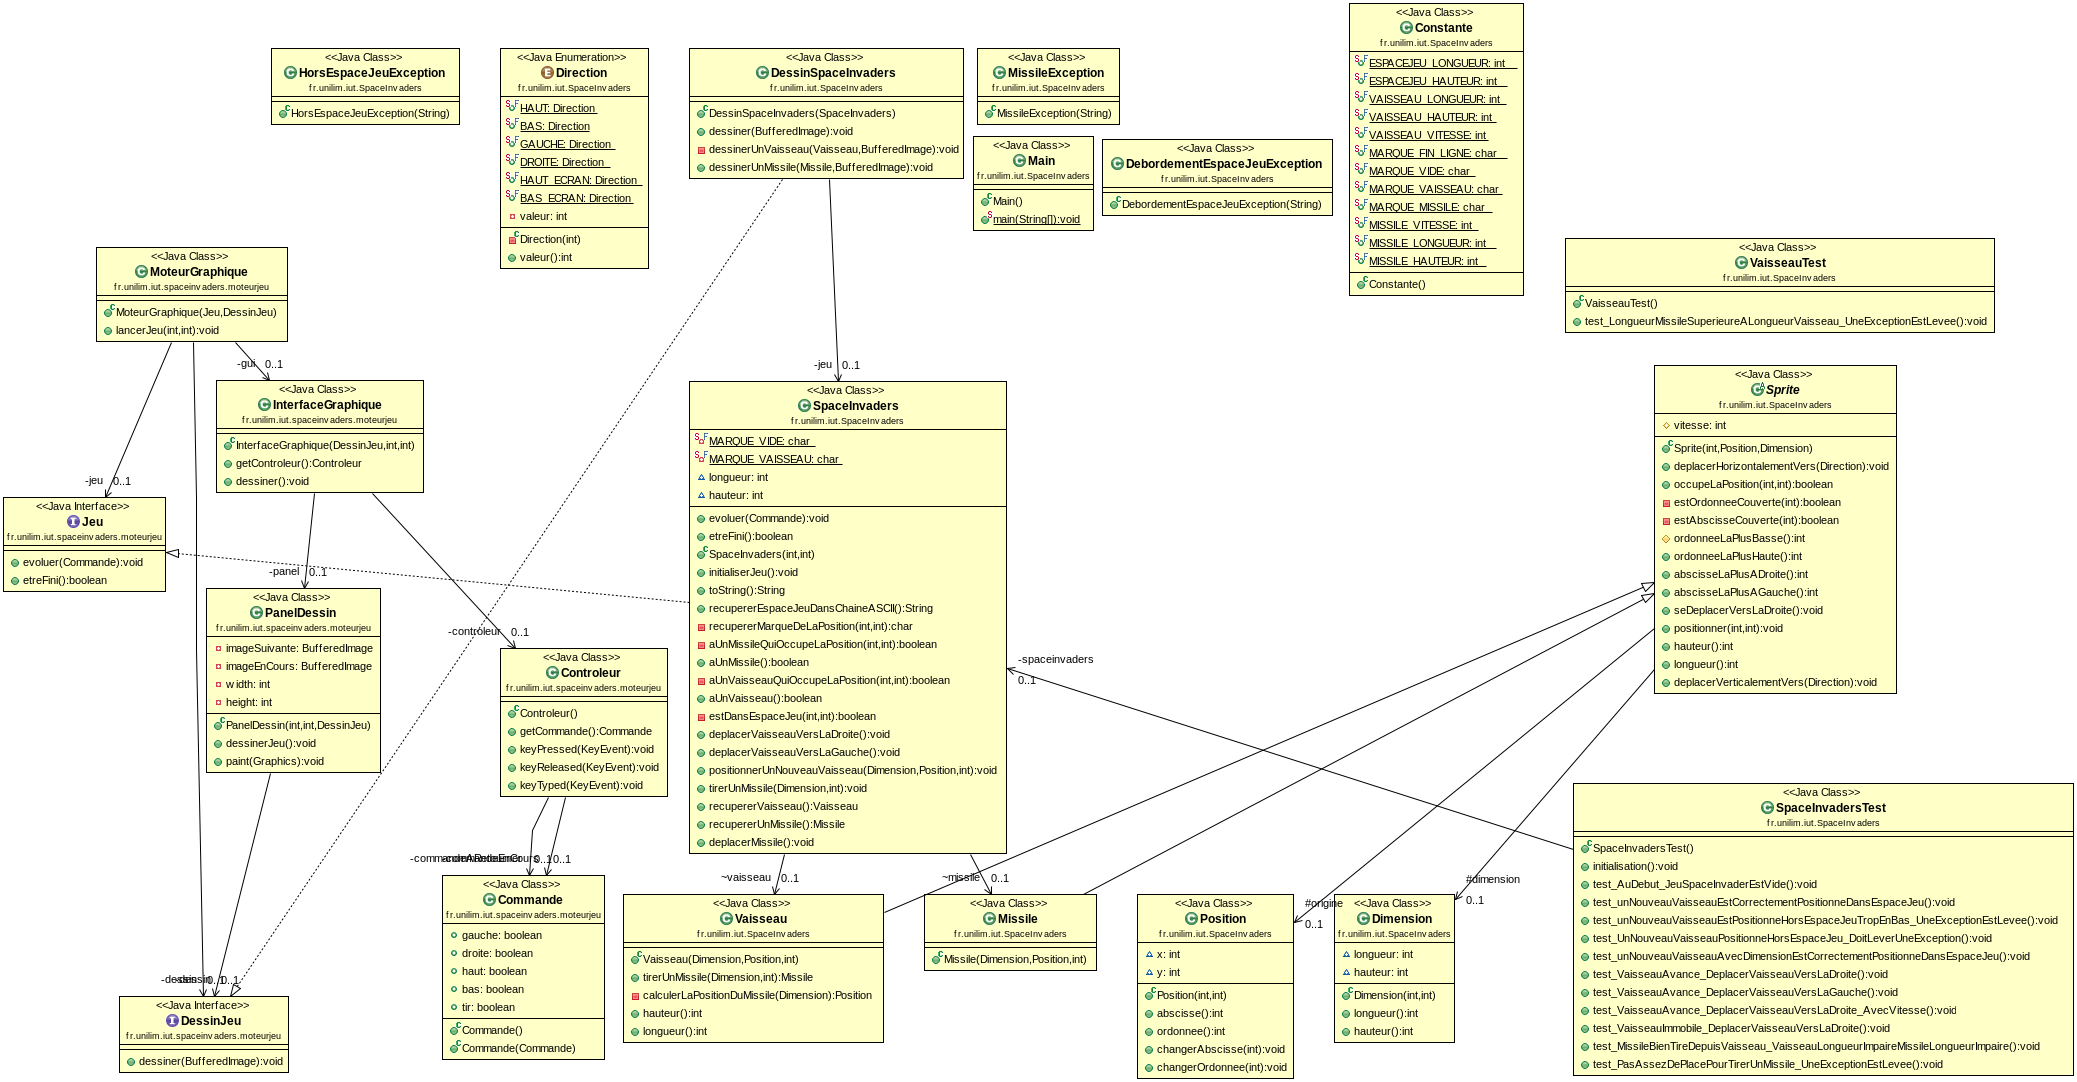 <<Java Class>>
HorsEspaceJeuException
fr.unilim.iut.SpaceInvaders
HorsEspaceJeuException(String)
<<Java Enumeration>>
Direction
fr.unilim.iut.SpaceInvaders
HAUT: Direction
BAS: Direction
GAUCHE: Direction
DROITE: Direction
HAUT_ECRAN: Direction
BAS_ECRAN: Direction
valeur: int
Direction(int)
valeur():int
<<Java Class>>
DessinSpaceInvaders
fr.unilim.iut.SpaceInvaders
DessinSpaceInvaders(SpaceInvaders)
dessiner(BufferedImage):void
dessinerUnVaisseau(Vaisseau,BufferedImage):void
dessinerUnMissile(Missile,BufferedImage):void
<<Java Class>>
MissileException
fr.unilim.iut.SpaceInvaders
MissileException(String)
<<Java Class>>
Main
fr.unilim.iut.SpaceInvaders
Main()
main(String[]):void
<<Java Class>>
DebordementEspaceJeuException
fr.unilim.iut.SpaceInvaders
DebordementEspaceJeuException(String)
<<Java Class>>
Constante
fr.unilim.iut.SpaceInvaders
ESPACEJEU_LONGUEUR: int
ESPACEJEU_HAUTEUR: int
VAISSEAU_LONGUEUR: int
VAISSEAU_HAUTEUR: int
VAISSEAU_VITESSE: int
MARQUE_FIN_LIGNE: char
MARQUE_VIDE: char
MARQUE_VAISSEAU: char
MARQUE_MISSILE: char
MISSILE_VITESSE: int
MISSILE_LONGUEUR: int
MISSILE_HAUTEUR: int
Constante()
<<Java Class>>
VaisseauTest
fr.unilim.iut.SpaceInvaders
VaisseauTest()
test_LongueurMissileSuperieureALongueurVaisseau_UneExceptionEstLevee():void
<<Java Class>>
MoteurGraphique
fr.unilim.iut.spaceinvaders.moteurjeu
MoteurGraphique(Jeu,DessinJeu)
lancerJeu(int,int):void
-gui 0..1
-jeu 0..1
<<Java Class>>
InterfaceGraphique
fr.unilim.iut.spaceinvaders.moteurjeu
InterfaceGraphique(DessinJeu,int,int)
getControleur():Controleur
dessiner():void
-jeu 0..1
<<Java Interface>>
Jeu
fr.unilim.iut.spaceinvaders.moteurjeu
evoluer(Commande):void
etreFini():boolean
-panel 0..1
<<Java Class>>
PanelDessin
fr.unilim.iut.spaceinvaders.moteurjeu
imageSuivante: BufferedImage
imageEnCours: BufferedImage
width: int
height: int
PanelDessin(int,int,DessinJeu)
dessinerJeu():void
paint(Graphics):void
-controleur 0..1
<<Java Class>>
Controleur
fr.unilim.iut.spaceinvaders.moteurjeu
Controleur()
getCommande():Commande
keyPressed(KeyEvent):void
keyReleased(KeyEvent):void
keyTyped(KeyEvent):void
<<Java Class>>
SpaceInvaders
fr.unilim.iut.SpaceInvaders
MARQUE_VIDE: char
MARQUE_VAISSEAU: char
longueur: int
hauteur: int
evoluer(Commande):void
etreFini():boolean
SpaceInvaders(int,int)
initialiserJeu():void
toString():String
recupererEspaceJeuDansChaineASCII():String
recupererMarqueDeLaPosition(int,int):char
aUnMissileQuiOccupeLaPosition(int,int):boolean
aUnMissile():boolean
aUnVaisseauQuiOccupeLaPosition(int,int):boolean
aUnVaisseau():boolean
estDansEspaceJeu(int,int):boolean
deplacerVaisseauVersLaDroite():void
deplacerVaisseauVersLaGauche():void
positionnerUnNouveauVaisseau(Dimension,Position,int):void
tirerUnMissile(Dimension,int):void
recupererVaisseau():Vaisseau
recupererUnMissile():Missile
deplacerMissile():void
-spaceinvaders
0..1
<<Java Class>>
Sprite
fr.unilim.iut.SpaceInvaders
vitesse: int
Sprite(int,Position,Dimension)
deplacerHorizontalementVers(Direction):void
occupeLaPosition(int,int):boolean
estOrdonneeCouverte(int):boolean
estAbscisseCouverte(int):boolean
ordonneeLaPlusBasse():int
ordonneeLaPlusHaute():int
abscisseLaPlusADroite():int
abscisseLaPlusAGauche():int
seDeplacerVersLaDroite():void
positionner(int,int):void
hauteur():int
longueur():int
deplacerVerticalementVers(Direction):void
<<Java Class>>
SpaceInvadersTest
fr.unilim.iut.SpaceInvaders
SpaceInvadersTest()
initialisation():void
test_AuDebut_JeuSpaceInvaderEstVide():void
test_unNouveauVaisseauEstCorrectementPositionneDansEspaceJeu():void
test_unNouveauVaisseauEstPositionneHorsEspaceJeuTropEnBas_UneExceptionEstLevee():void
test_UnNouveauVaisseauPositionneHorsEspaceJeu_DoitLeverUneException():void
test_unNouveauVaisseauAvecDimensionEstCorrectementPositionneDansEspaceJeu():void
test_VaisseauAvance_DeplacerVaisseauVersLaDroite():void
test_VaisseauAvance_DeplacerVaisseauVersLaGauche():void
test_VaisseauAvance_DeplacerVaisseauVersLaDroite_AvecVitesse():void
test_VaisseauImmobile_DeplacerVaisseauVersLaDroite():void
test_MissileBienTireDepuisVaisseau_VaisseauLongueurImpaireMissileLongueurImpaire():void
test_PasAssezDePlacePourTirerUnMissile_UneExceptionEstLevee():void
0..1 0..1
<<Java Class>>
Commande
fr.unilim.iut.spaceinvaders.moteurjeu
gauche: boolean
droite: boolean
haut: boolean
bas: boolean
tir: boolean
Commande()
Commande(Commande)
~vaisseau 0..1
<<Java Class>>
Vaisseau
fr.unilim.iut.SpaceInvaders
Vaisseau(Dimension,Position,int)
tirerUnMissile(Dimension,int):Missile
calculerLaPositionDuMissile(Dimension):Position
hauteur():int
longueur():int
~missile 0..1
<<Java Class>>
Missile
fr.unilim.iut.SpaceInvaders
Missile(Dimension,Position,int)
#origine
0..1
<<Java Class>>
Position
fr.unilim.iut.SpaceInvaders
x: int
y: int
Position(int,int)
abscisse():int
ordonnee():int
changerAbscisse(int):void
changerOrdonnee(int):void
#dimension
0..1
<<Java Class>>
Dimension
fr.unilim.iut.SpaceInvaders
longueur: int
hauteur: int
Dimension(int,int)
longueur():int
hauteur():int
-dessin 0..1 0..1
<<Java Interface>>
DessinJeu
fr.unilim.iut.spaceinvaders.moteurjeu
dessiner(BufferedImage):void